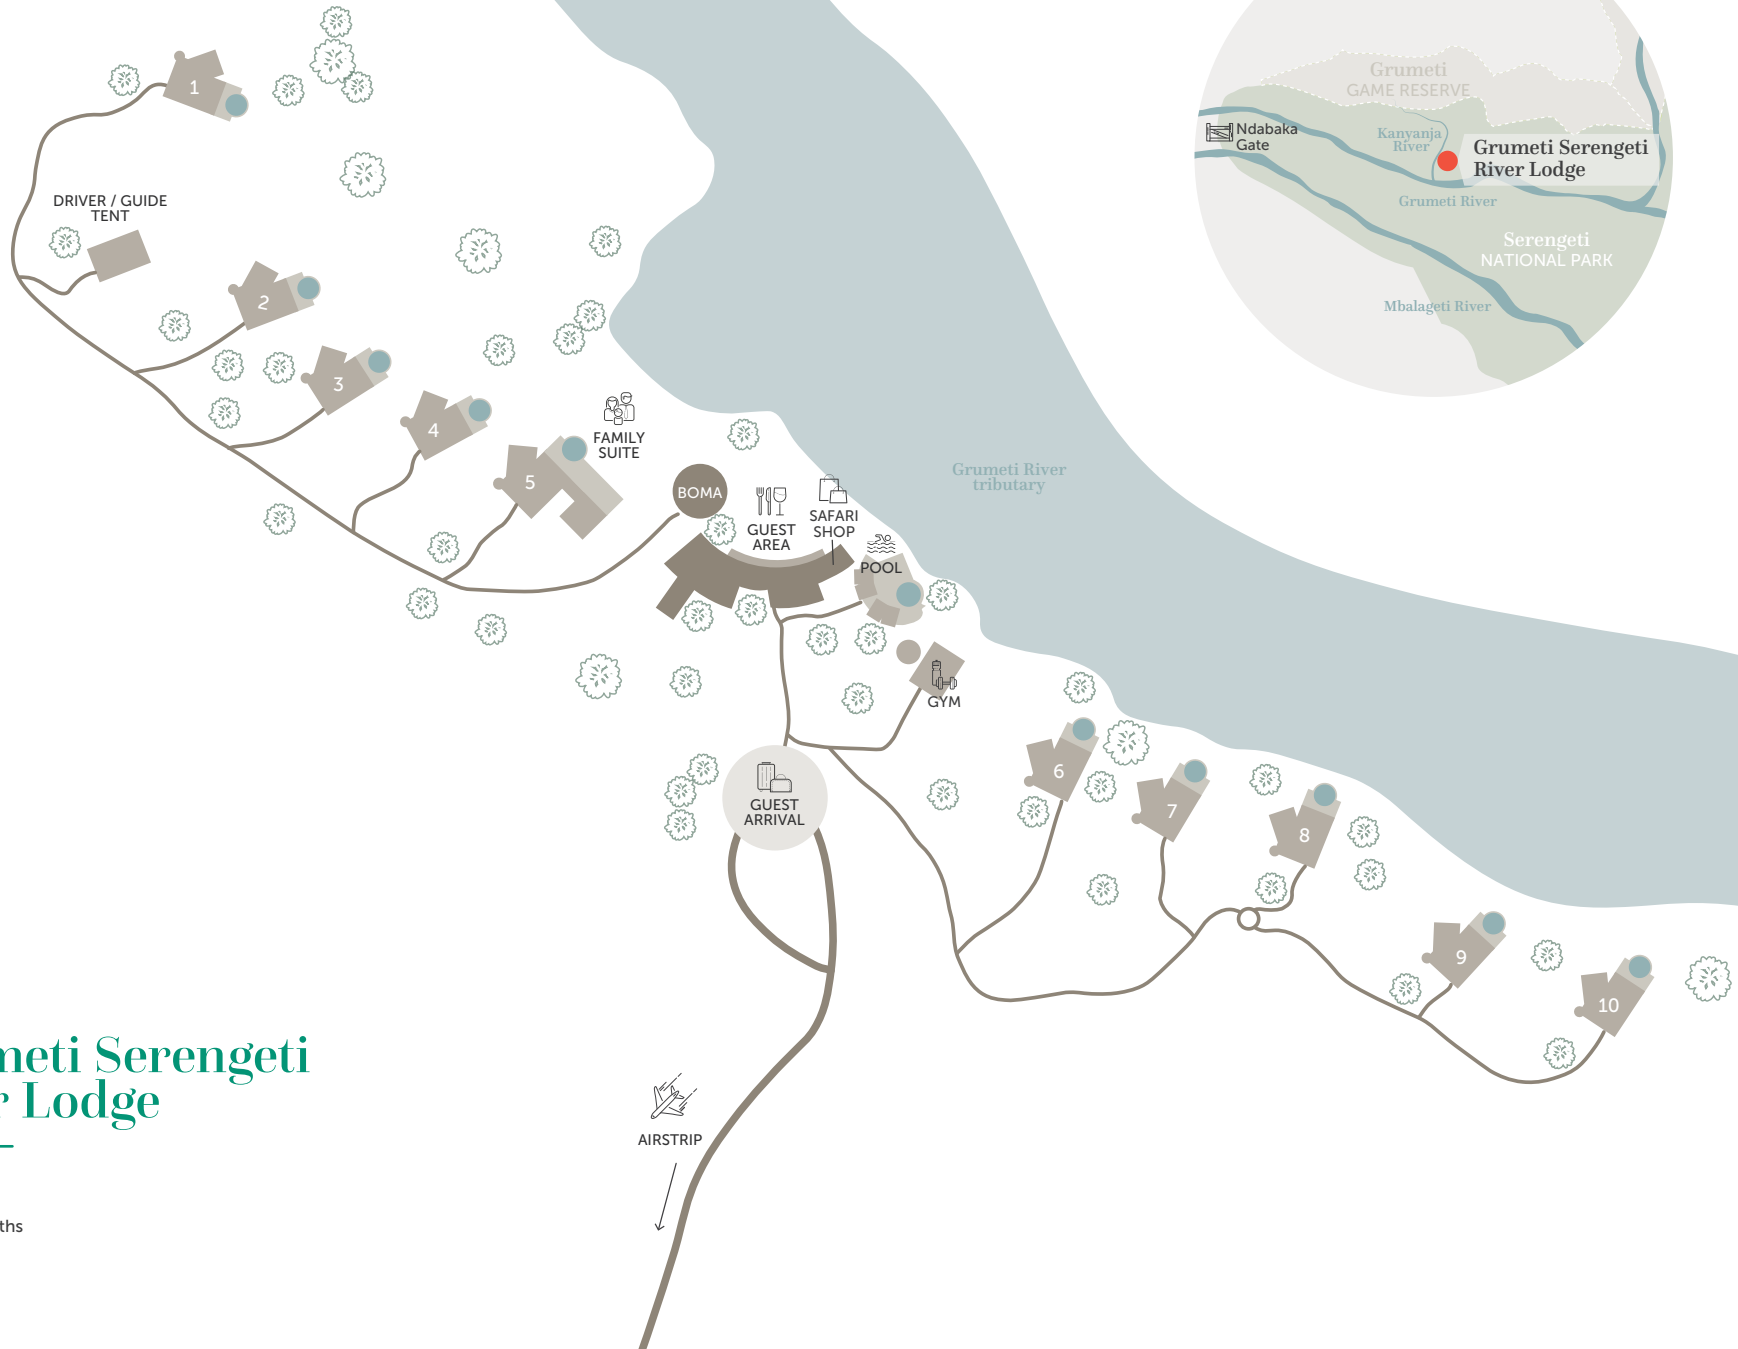 1
DRIVER / GUIDE
TENT
2
3
4
5
FAMILY
SUITE
BOMA
GUEST
AREA
SAFARI
SHOP
POOL
GYM
GUEST
ARRIVAL
6
7
8
9
10
Grumeti River
tributary
Grumeti
GAME RESERVE
Ndabaka
Gate
Kanyanja
River
Grumeti Serengeti
River Lodge
Grumeti River
Serengeti
NATIONAL PARK
Mbalageti River
meti Serengeti
r Lodge
ths
AIRSTRIP